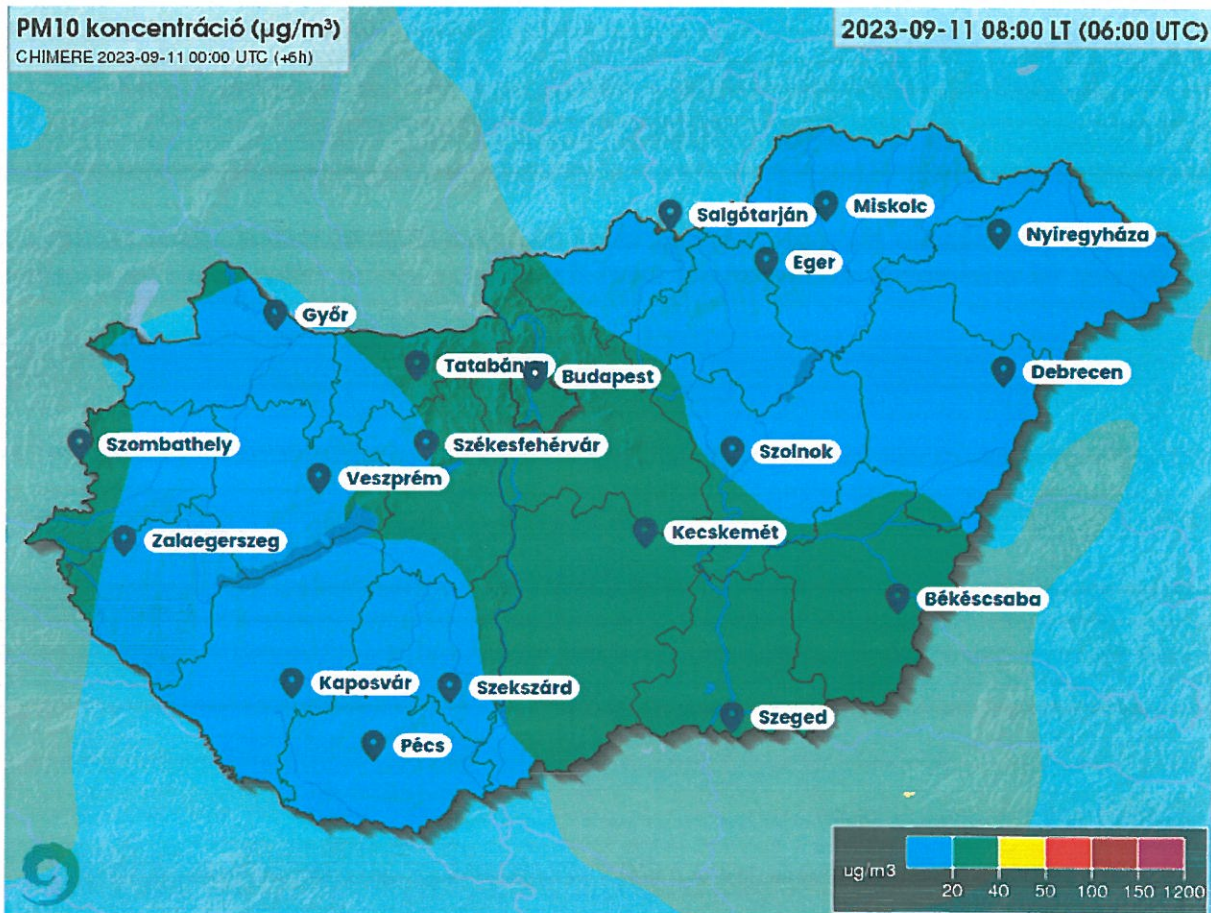 PM10 koncentráció (µg/m³)
CHIMERE 2023-09-11 00:00 UTC (+6h)
2023-09-11 08:00 LT (06:00 UTC)
Salgótarján
Miskolc
Nyíregyháza
Eger
Győr
Tatabánya
Budapest
Debrecen
Szombathely
Székesfehérvár
Szolnok
Veszprém
Zalaegerszeg
Kecskemét
Békéscsaba
Kaposvár
Szekszárd
Szeged
Pécs
ug/m3
20 40 50 100 150 1200